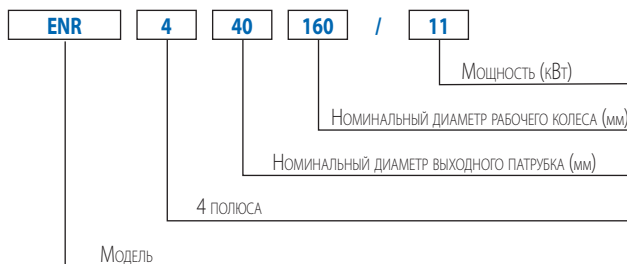 ENR 4 40 160 / 11
Мощность (кВт)
Номинальный диаметр рабочего колеса (мм)
Номинальный диаметр выходного патрубка (мм)
4 полюса
Модель